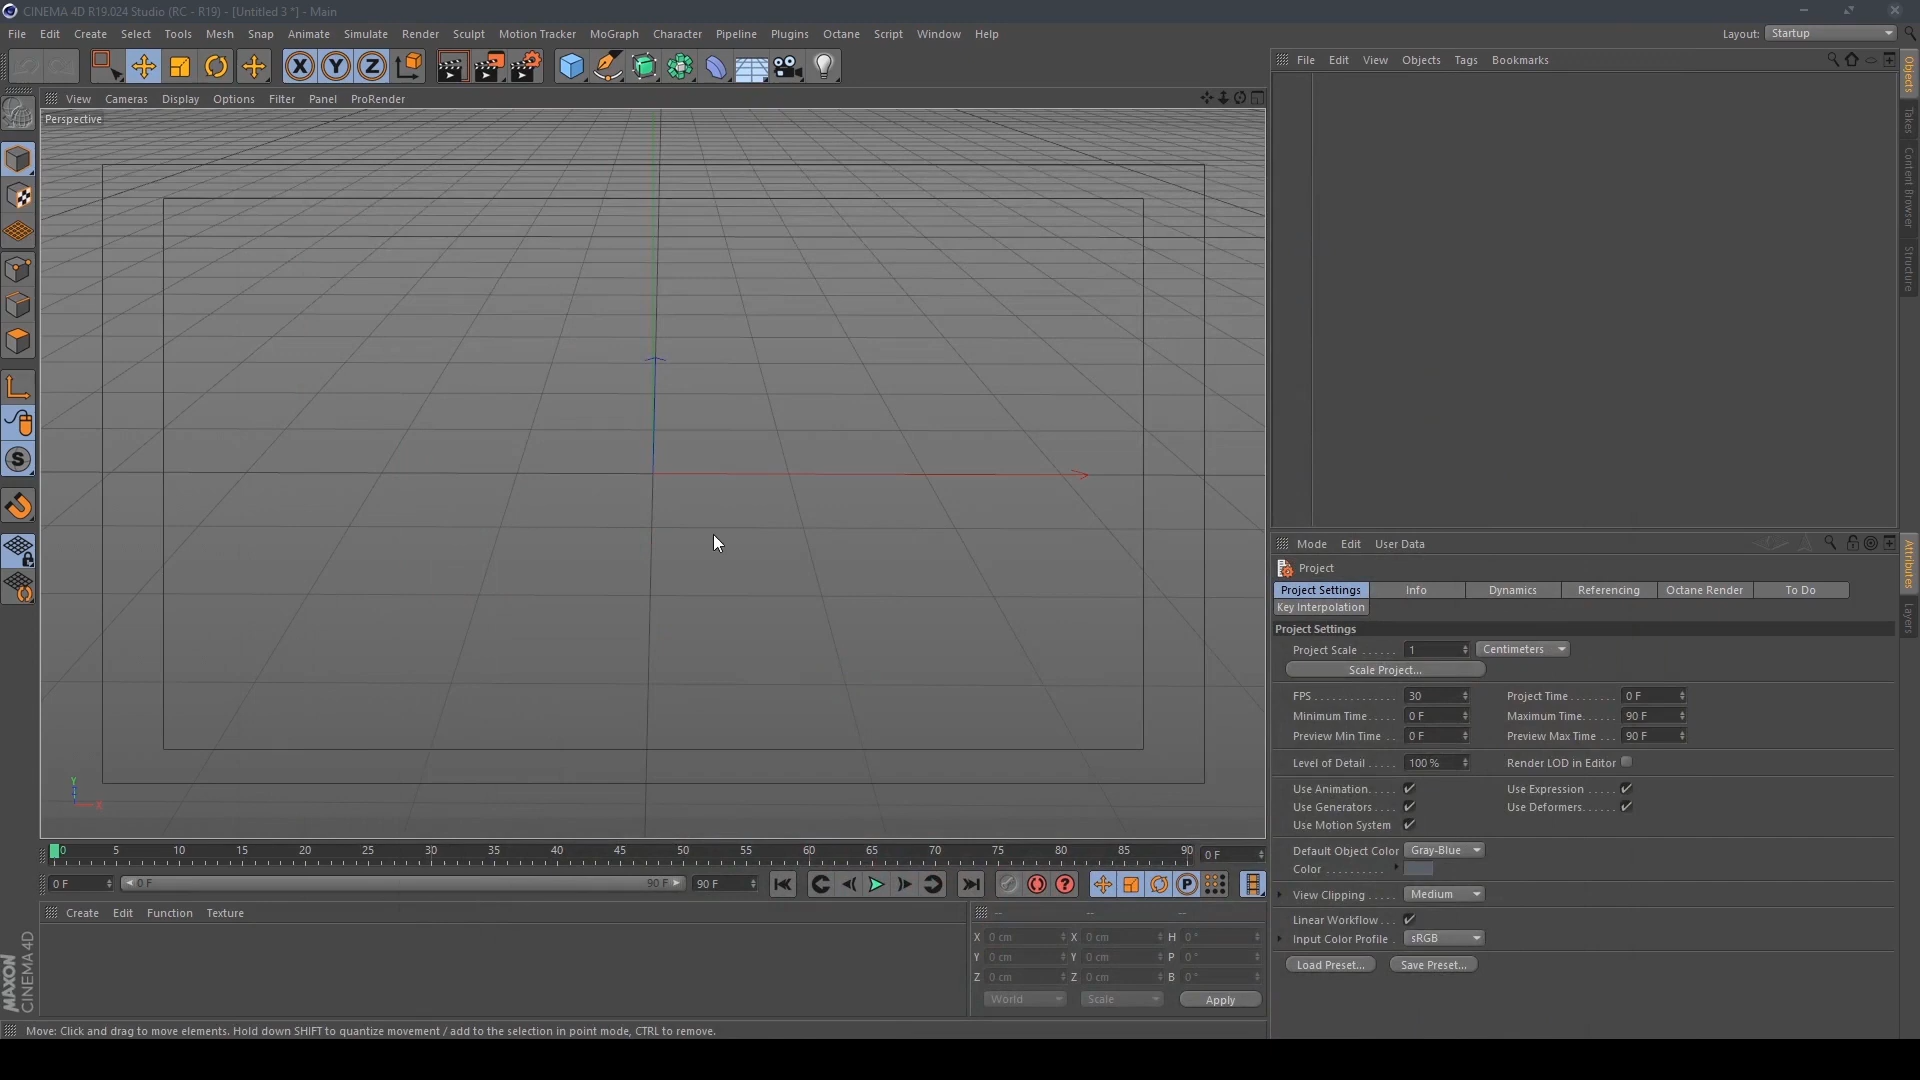 CINEMA 4D R19.024 Studio (RC - R19) - [Untitled 3 *] - Main
File Edit Create Select Tools Mesh Snap Animate Simulate Render Sculpt Motion Tracker MoGraph Character Pipeline Plugins Octane Script Window Help
Layout: Startup
X Y Z
View Cameras Display Options Filter Panel ProRender
Perspective
Y
X
0 5 10 15 20 25 30 35 40 45 50 55 60 65 70 75 80 85 90
0 F
0 F 0 F 90 F 90 F
P
Create Edit Function Texture
-- -- --
X 0 cm X 0 cm H 0 °
Y 0 cm Y 0 cm P 0 °
Z 0 cm Z 0 cm B 0 °
World Scale Apply
S
MAXON
CINEMA 4D
Move: Click and drag to move elements. Hold down SHIFT to quantize movement / add to the selection in point mode, CTRL to remove.
File Edit View Objects Tags Bookmarks
Objects
Takes
Content Browser
Structure
Mode Edit User Data
Attributes
Layers
Project
Project Settings Info Dynamics Referencing Octane Render To Do
Key Interpolation
Project Settings
Project Scale . . . . . . 1 Centimeters
Scale Project...
FPS . . . . . . . . . . . . . 30 Project Time . . . . . . . 0 F
Minimum Time. . . . . 0 F Maximum Time. . . . . . 90 F
Preview Min Time . . 0 F Preview Max Time . . . 90 F
Level of Detail . . . . . 100 % Render LOD in Editor
Use Animation. . . . . Use Expression . . . . .
Use Generators . . . . Use Deformers. . . . . .
Use Motion System
Default Object Color Gray-Blue
Color . . . . . . . . . .
View Clipping . . . . . Medium
Linear Workflow . . .
Input Color Profile . sRGB
Load Preset... Save Preset...